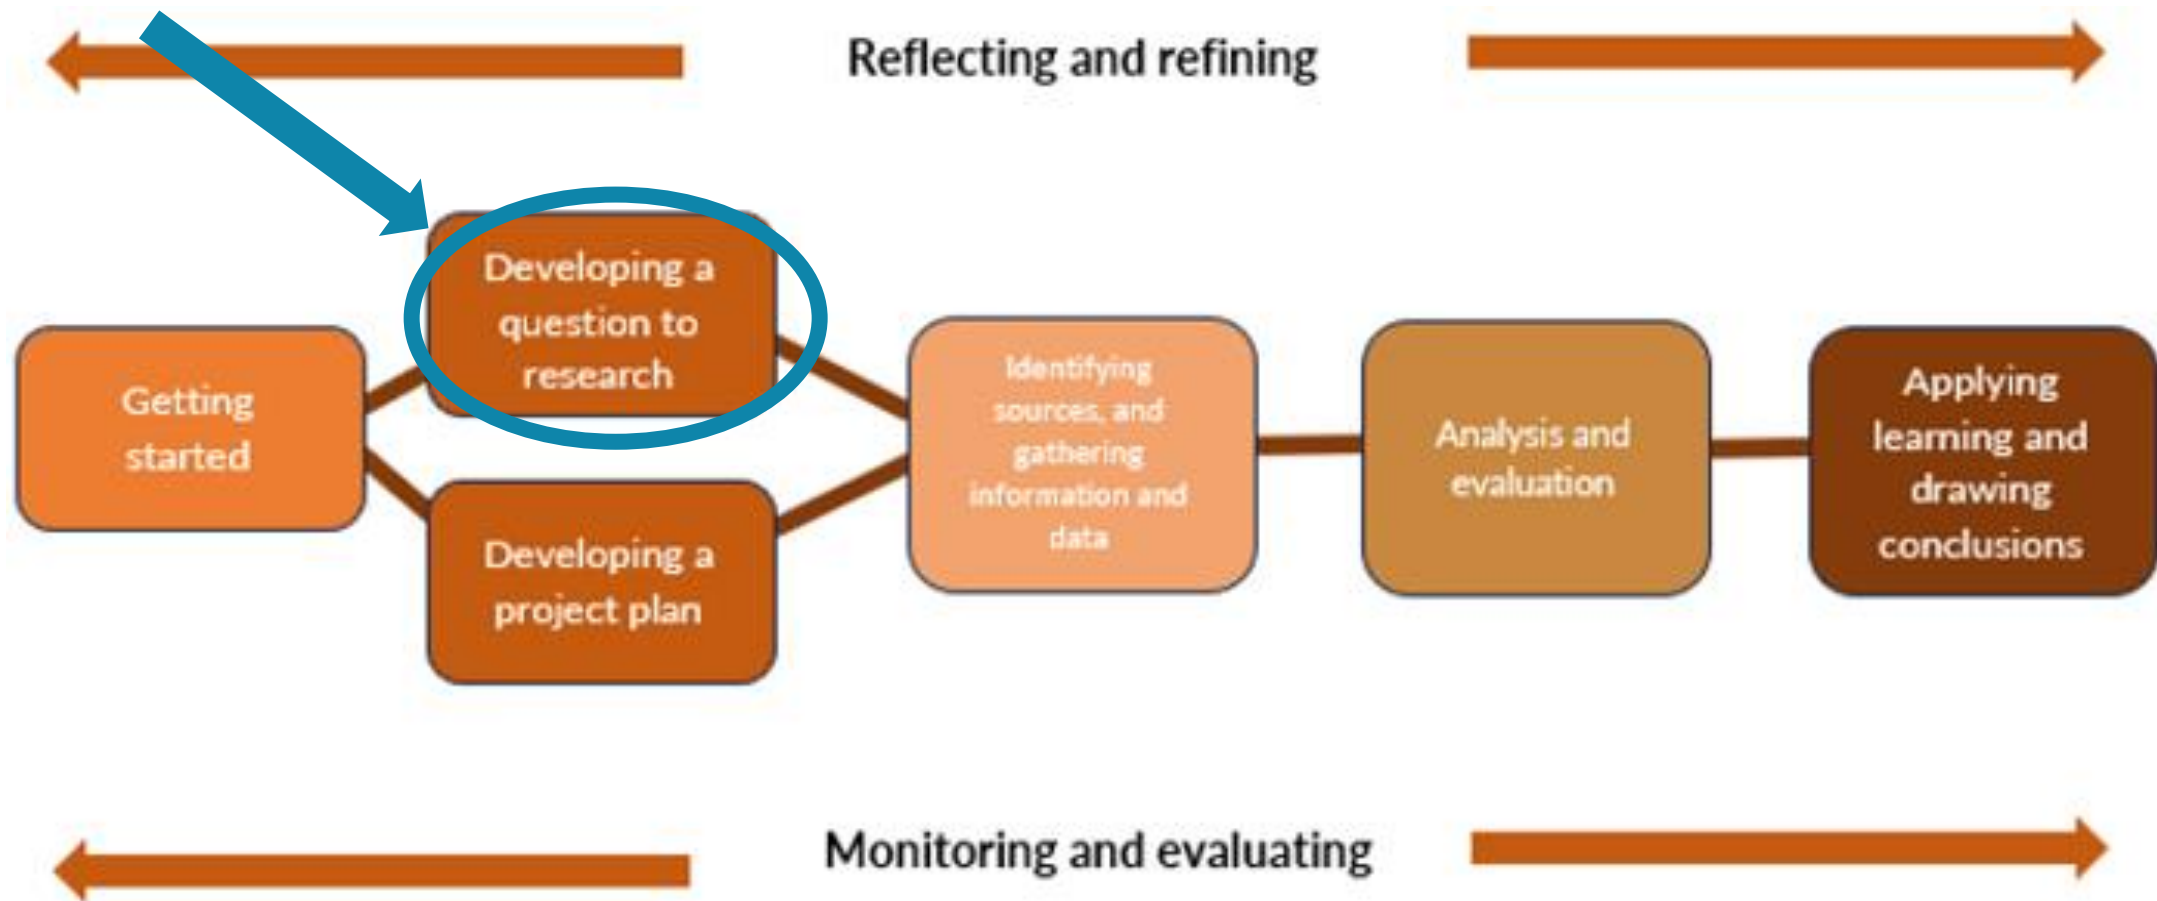 Reflecting and refining
Developing a
question to
research
Getting
started
Developing a
project plan
Identifying
sources, and
gathering
information and
data
Analysis and
evaluation
Applying
learning and
drawing
conclusions
Monitoring and evaluating